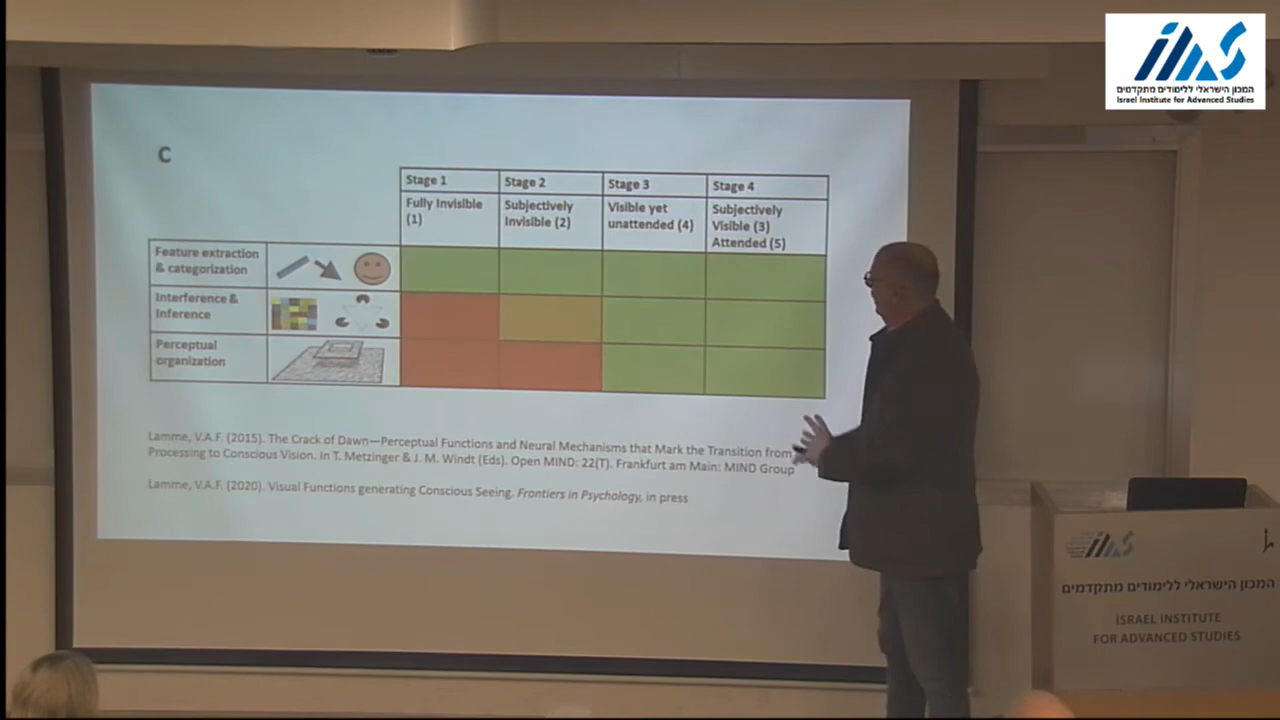 המכון הישראלי ללימודים מתקדמים
Israel Institute for Advanced Studies
C
Stage 1
Stage 2
Stage 3
Stage 4
Fully Invisible
(1)
Subjectively
Invisible (2)
Visible yet
unattended (4)
Subjectively
Visible (3)
Attended (5)
Feature extraction
& categorization
Interference &
Inference
Perceptual
organization
Lamme, V.A.F. (2015). The Crack of Dawn—Perceptual Functions and Neural Mechanisms that Mark the Transition from
Processing to Conscious Vision. In T. Metzinger & J. M. Windt (Eds). Open MIND: 22(T). Frankfurt am Main: MIND Group
Lamme, V.A.F. (2020). Visual Functions generating Conscious Seeing. Frontiers in Psychology, in press
המכון הישראלי ללימודים מתקדמים
ISRAEL INSTITUTE
FOR ADVANCED STUDIES